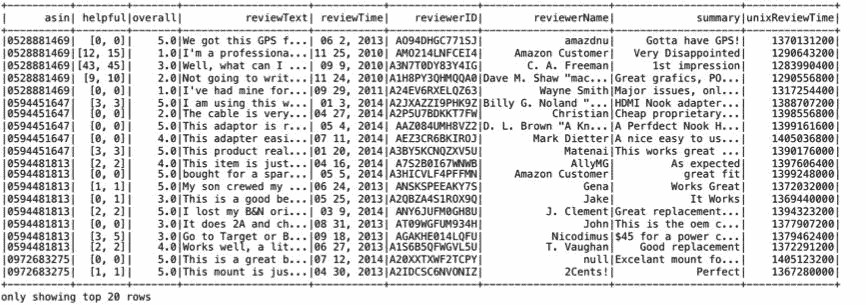 +----------+--------+-------+--------------------+-----------+--------------+--------------------+--------------------+--------------+
| asin| helpful|overall| reviewText| reviewTime| reviewerID| reviewerName| summary|unixReviewTime|
+----------+--------+-------+--------------------+-----------+--------------+--------------------+--------------------+--------------+
|0528881469| [0, 0]| 5.0|We got this GPS f...| 06 2, 2013|AO94DHGC771SJ| amazdnu| Gotta have GPS!| 1370131200|
|0528881469|[12, 15]| 1.0|I'm a professiona...|11 25, 2010|AMO214LNFCEI4| Amazon Customer| Very Disappointed| 1290643200|
|0528881469|[43, 45]| 3.0|Well, what can I ...| 09 9, 2010|A3N7T0DY83Y4IG| C. A. Freeman| 1st impression| 1283990400|
|0528881469| [9, 10]| 2.0|Not going to writ...|11 24, 2010|A1H8PY3QHMQQA0|Dave M. Shaw "mac...|Great grafics, PO...| 1290556800|
|0528881469| [0, 0]| 1.0|I've had mine for...|09 29, 2011|A24EV6RXELQZ63| Wayne Smith|Major issues, onl...| 1317254400|
|0594451647| [3, 3]| 5.0|I am using this w...| 01 3, 2014|A2JXAZZI9PHK9Z|Billy G. Noland "...|HDMI Nook adapter...| 1388707200|
|0594451647| [0, 0]| 2.0|The cable is very...|04 27, 2014|A2P5U7BDKKT7FW| Christian|Cheap proprietary...| 1398556800|
|0594451647| [0, 0]| 5.0|This adaptor is r...| 05 4, 2014|AAZ084UMH8VZ2|D. L. Brown "A Kn...|A Perfdect Nook H...| 1399161600|
|0594451647| [0, 0]| 4.0|This adapter easi...|07 11, 2014|AEZ3CR6BKIROJ| Mark Dietter|A nice easy to us...| 1405036800|
|0594451647| [3, 3]| 5.0|This product real...|01 20, 2014|A3BY5KCNQZXV5U| Matenai|This works great ...| 1390176000|
|0594481813| [2, 2]| 4.0|This item is just...|04 16, 2014|A7S2B0I67WNWB| AllyMG| As expected| 1397606400|
|0594481813| [0, 0]| 5.0|bought for a spar...| 05 5, 2014|A3HICVLF4PFFMN| Amazon Customer| great fit| 1399248000|
|0594481813| [1, 1]| 5.0|My son crewed my ...|06 24, 2013|ANSKSPEEAKY7S| Gena| Works Great| 1372032000|
|0594481813| [0, 1]| 3.0|This is a good be...|05 25, 2013|A2QBZA4S1ROX9Q| Jake| It Works| 1369440000|
|0594481813| [2, 2]| 5.0|I lost my B&N ori...| 03 9, 2014|ANY6JUFM0GH8U| J. Clement|Great replacement...| 1394323200|
|0594481813| [0, 0]| 3.0|It does 2A and ch...|08 31, 2013|AT09WGFUM934H| John|This is the oem c...| 1377907200|
|0594481813| [3, 5]| 3.0|Go to Target or B...|09 18, 2013|AGAKHE014LQFU| Nicodimus|$45 for a power c...| 1379462400|
|0594481813| [2, 2]| 4.0|Works well, a lit...|06 27, 2013|A1S6B5QFWGVL5U| T. Vaughan| Good replacement| 1372291200|
|0972683275| [0, 0]| 5.0|This is a great b...|07 12, 2014|A20XXTXWF2TCPY| null|Excelant mount fo...| 1405123200|
|0972683275| [1, 1]| 5.0|This mount is jus...|04 30, 2013|A2IDCSC6NVONIZ| 2Cents!| Perfect| 1367280000|
+----------+--------+-------+--------------------+-----------+--------------+--------------------+--------------------+--------------+
only showing top 20 rows